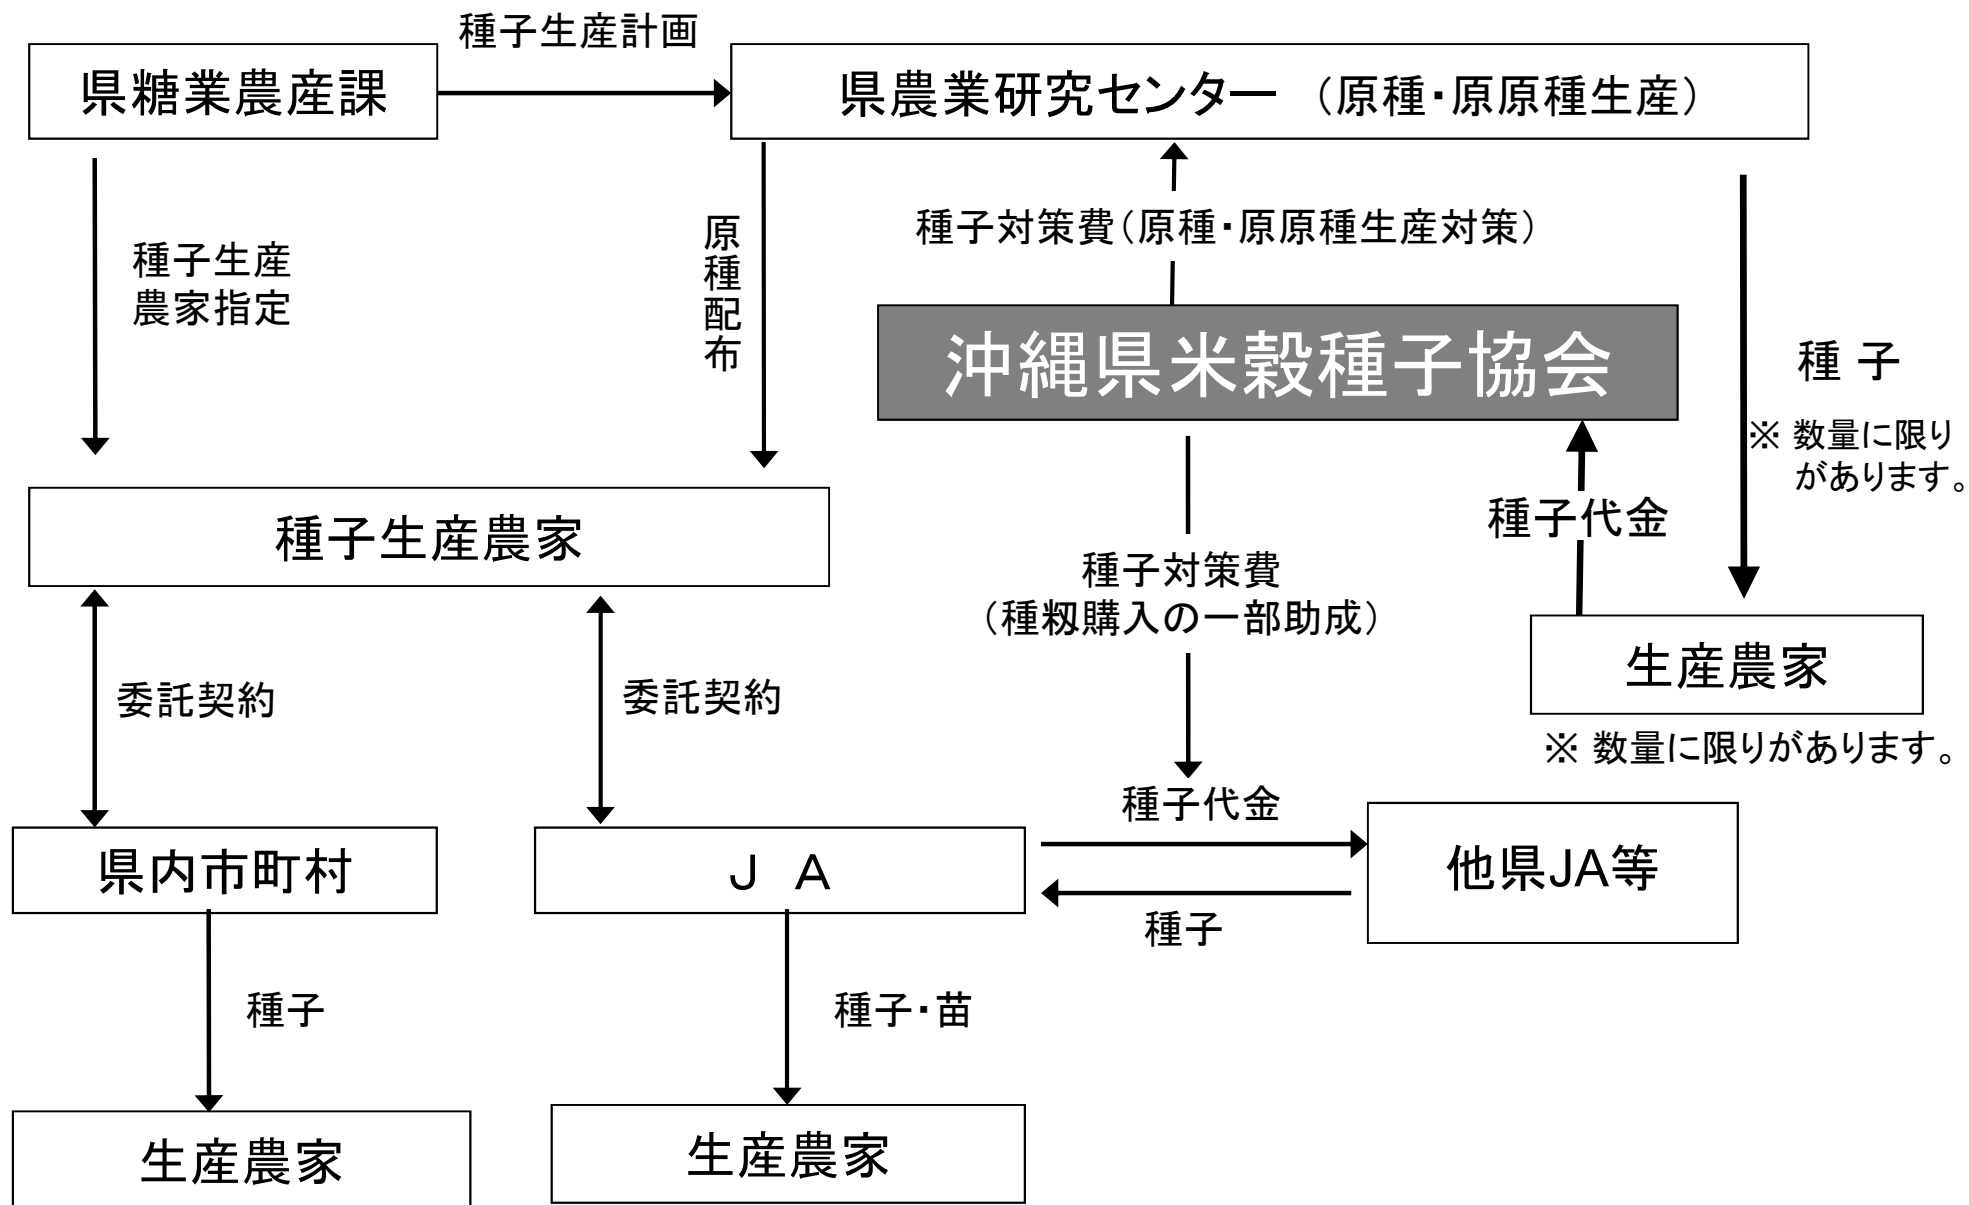 種子生産計画
県糖業農産課
県農業研究センター （原種・原原種生産）
種子生産
農家指定
原種配布
種子対策費（原種・原原種生産対策）
沖縄県米穀種子協会
種 子
※ 数量に限り
があります。
種子代金
種子生産農家
種子対策費
（種籾購入の一部助成）
生産農家
※ 数量に限りがあります。
委託契約
委託契約
種子代金
県内市町村
J A
他県JA等
種子
種子
種子・苗
生産農家
生産農家